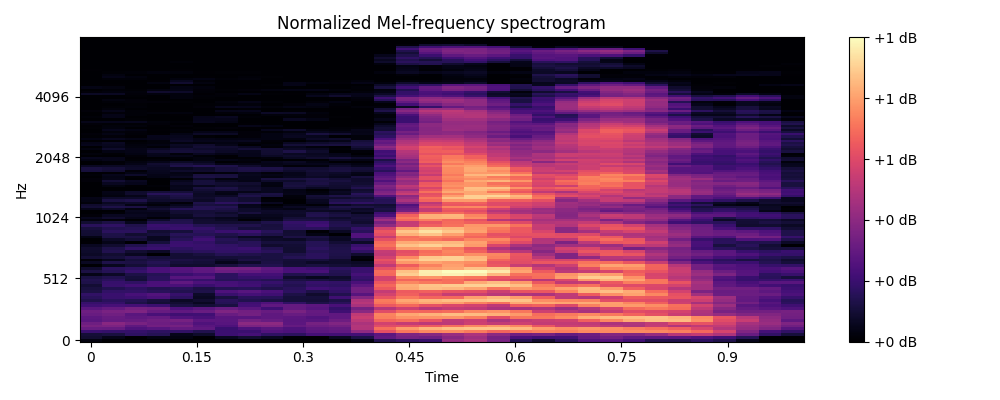 Normalized Mel-frequency spectrogram
Hz
4096
2048
1024
512
0
0 0.15 0.3 0.45 0.6 0.75 0.9
Time
+1 dB
+1 dB
+1 dB
+0 dB
+0 dB
+0 dB